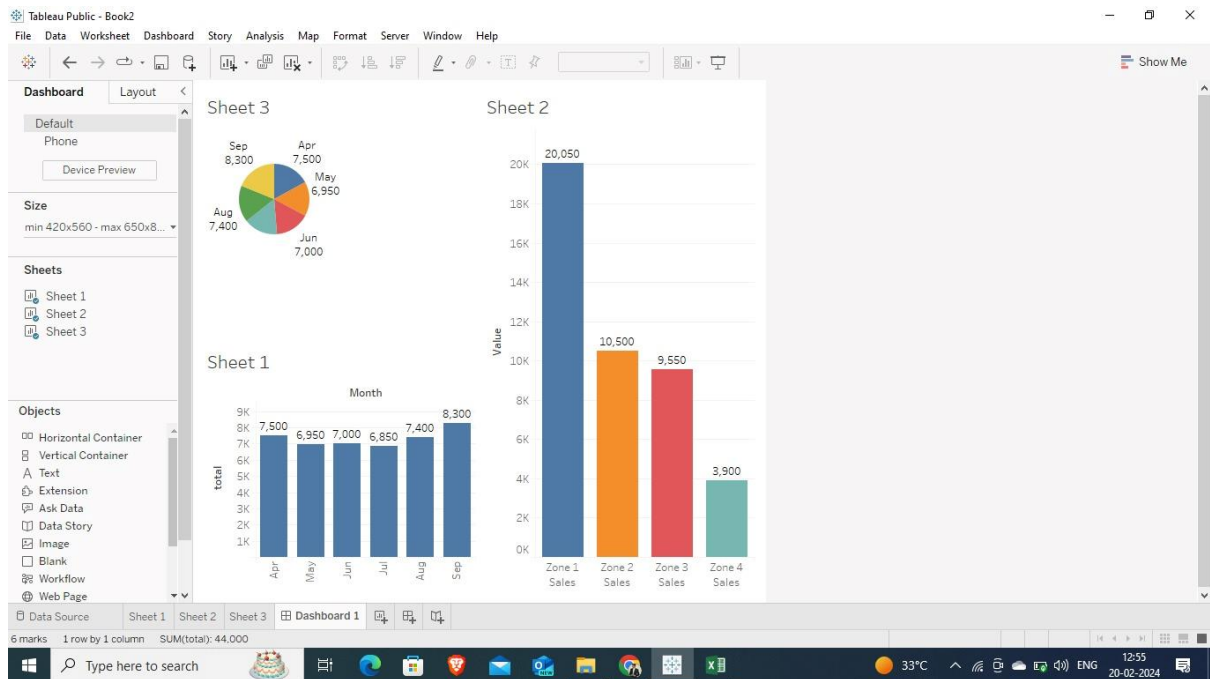 Tableau Public - Book2
File Data Worksheet Dashboard Story Analysis Map Format Server Window Help
Show Me
Dashboard Layout
Default
Phone
Device Preview
Size
min 420x560 - max 650x8...
Sheets
Sheet 1
Sheet 2
Sheet 3
Objects
Horizontal Container
Vertical Container
A Text
Extension
Ask Data
Data Story
Image
Blank
Workflow
Web Page
Sheet 3
Sep
8,300
Apr
7,500
May
6,950
Aug
7,400
Jun
7,000
Sheet 1
Month
total
9K
8K
7K
6K
5K
4K
3K
2K
1K
7,500 6,950 7,000 6,850 7,400 8,300
Apr May Jun Jul Aug Sep
Sheet 2
Value
20K
18K
16K
14K
12K
10K
8K
6K
4K
2K
0K
20,050
10,500
9,550
3,900
Zone 1 Zone 2 Zone 3 Zone 4
Sales Sales Sales Sales
Data Source Sheet 1 Sheet 2 Sheet 3 Dashboard 1
6 marks 1 row by 1 column SUM(total): 44,000
Type here to search
NEW
33°C
ENG
12:55
20-02-2024